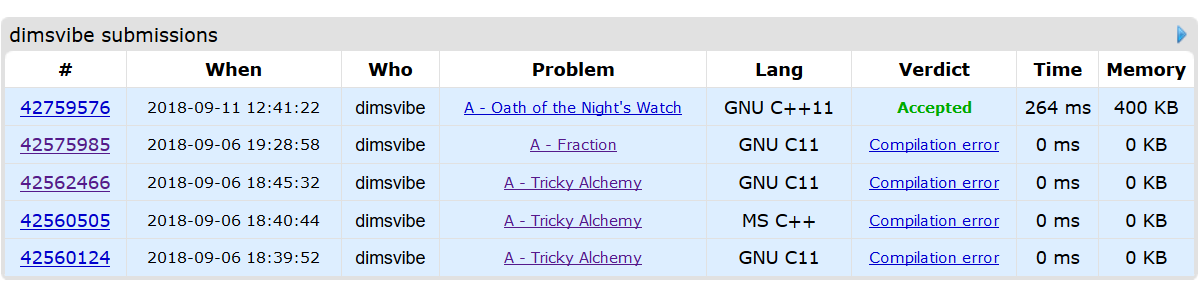 dimsvibe submissions
# When Who Problem Lang Verdict Time Memory
42759576 2018-09-11 12:41:22 dimsvibe A - Oath of the Night's Watch GNU C++11 Accepted 264 ms 400 KB
42575985 2018-09-06 19:28:58 dimsvibe A - Fraction GNU C11 Compilation error 0 ms 0 KB
42562466 2018-09-06 18:45:32 dimsvibe A - Tricky Alchemy GNU C11 Compilation error 0 ms 0 KB
42560505 2018-09-06 18:40:44 dimsvibe A - Tricky Alchemy MS C++ Compilation error 0 ms 0 KB
42560124 2018-09-06 18:39:52 dimsvibe A - Tricky Alchemy GNU C11 Compilation error 0 ms 0 KB